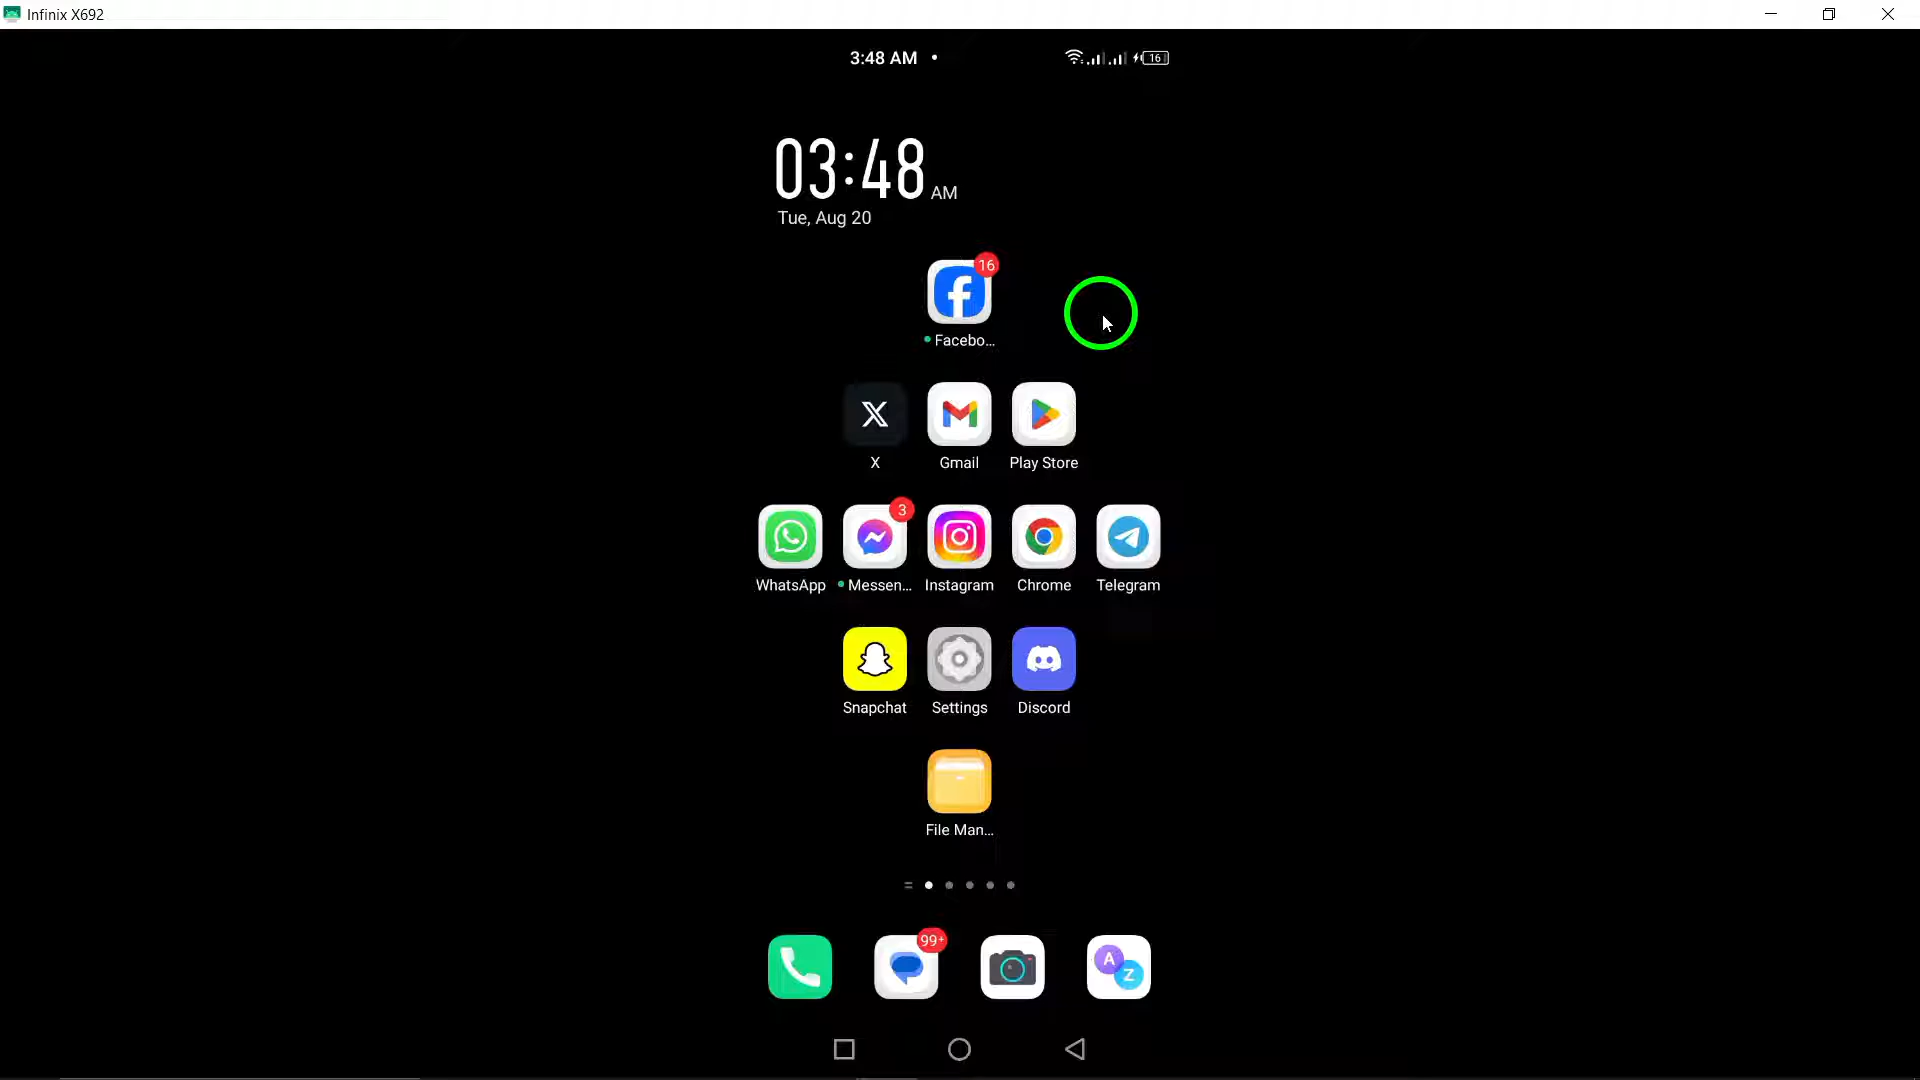 Infinix X692
3:48 AM
16
03:48 AM
Tue, Aug 20
16
Facebo...
X
Gmail
Play Store
3
WhatsApp
Messen...
Instagram
Chrome
Telegram
Snapchat
Settings
Discord
File Man...
99+
A
Z